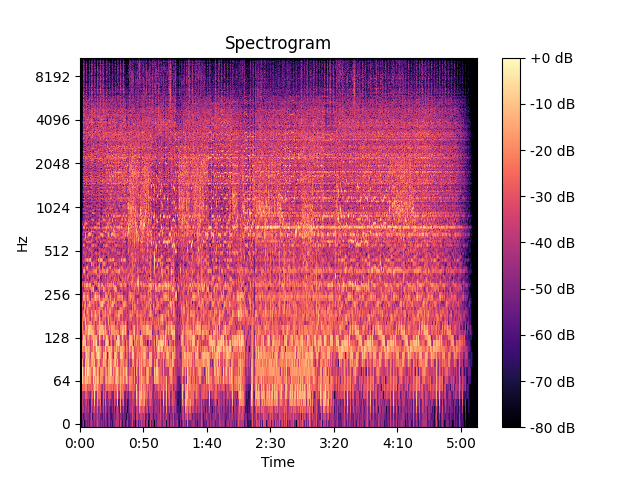 Spectrogram
8192
4096
2048
1024
512
256
128
64
0
Hz
0:00
0:50
1:40
2:30
3:20
4:10
5:00
Time
+0 dB
-10 dB
-20 dB
-30 dB
-40 dB
-50 dB
-60 dB
-70 dB
-80 dB